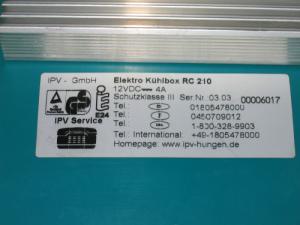 IPV - GmbH
Elektro Kühlbox RC 210
12VDC 4A
Schutzklasse III Ser.Nr 03.03 00006017
E24
IPV Service
Tel.: D 01805478000
Tel.: 0450709012
Tel.: 1-800-328-9903
Tel.: International: +49-1805478000
Homepage: www.ipv-hungen.de